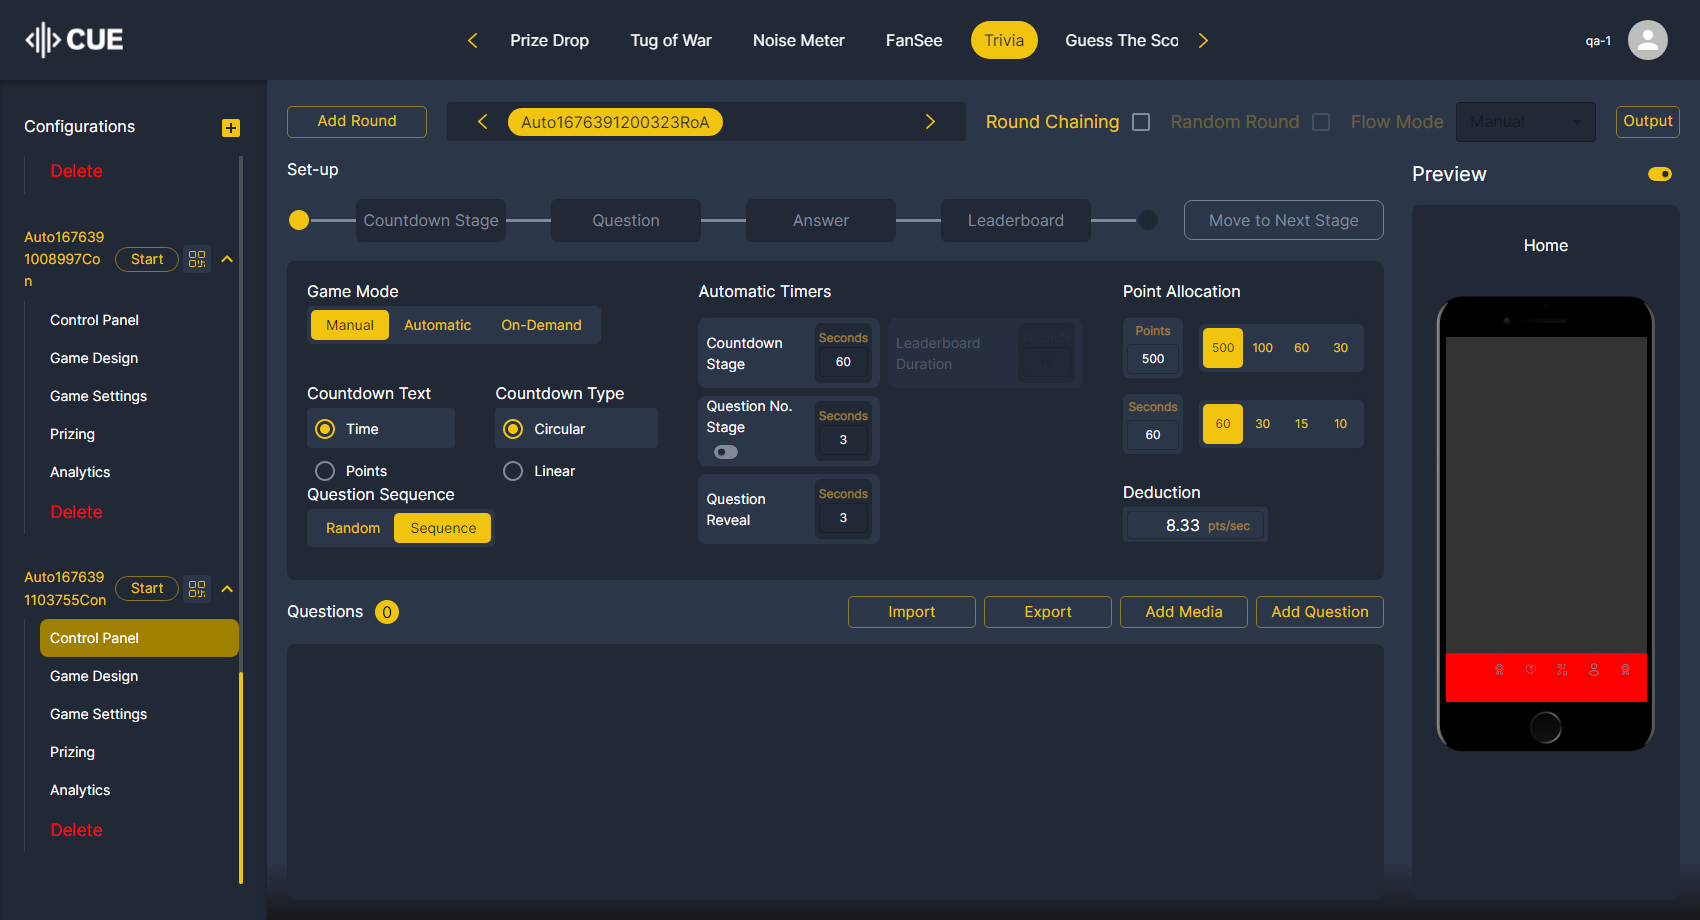 CUE
Prize Drop
Tug of War
Noise Meter
FanSee
Trivia
Guess The Sco
qa-1
Configurations
Delete
Auto167639
1008997Co
n
Start
Control Panel
Game Design
Game Settings
Prizing
Analytics
Delete
Auto167639
1103755Con
Start
Control Panel
Game Design
Game Settings
Prizing
Analytics
Delete
Add Round
Auto1676391200323RoA
Round Chaining
Random Round
Flow Mode
Manual
Output
Set-up
Countdown Stage
Question
Answer
Leaderboard
Move to Next Stage
Game Mode
Manual
Automatic
On-Demand
Countdown Text
Time
Points
Countdown Type
Circular
Linear
Question Sequence
Random
Sequence
Automatic Timers
Countdown
Stage
Seconds
60
Leaderboard
Duration
Seconds
Question No.
Stage
Seconds
3
Question
Reveal
Seconds
3
Point Allocation
Points
500
500
100
60
30
Seconds
60
60
30
15
10
Deduction
8.33 pts/sec
Questions 0
Import
Export
Add Media
Add Question
Preview
Home